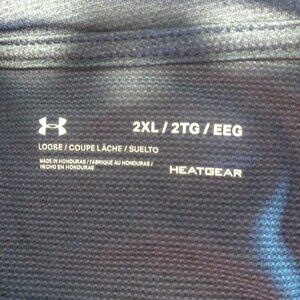 2XL / 2TG / EEG
LOOSE / COUPE LÂCHE / SUELTO
MADE IN HONDURAS / FABRIQUÉ AU HONDURAS /
HECHO EN HONDURAS
HEATGEAR